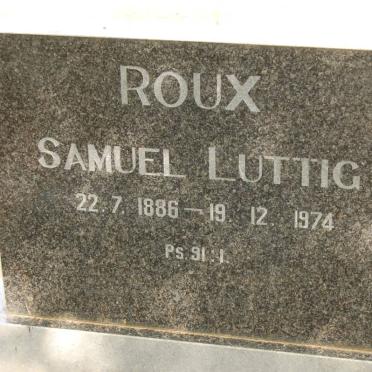 ROUX
SAMUEL LUTTIG
22.7. 1886 – 19. 12. 1974
Ps. 91:1.